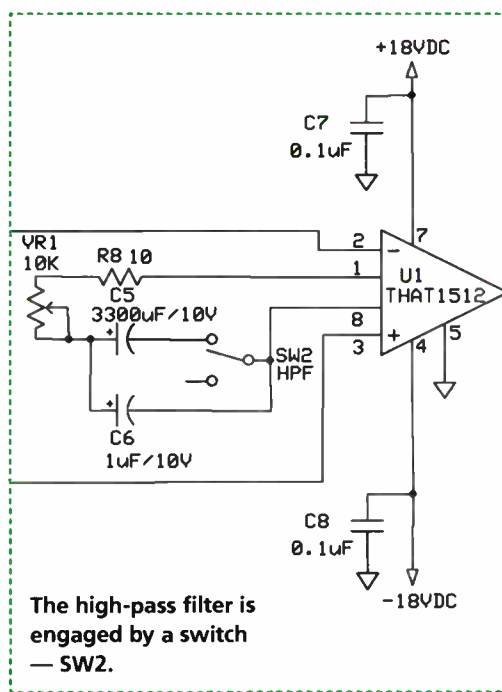 +18VDC
C7
0.1uF
2
-
7
VR1
10K
R8 10
1
U1
C5
THAT1512
3300uF/10V
8
+
SW2
3
4
5
HPF
+
+
C6
1uF/10V
C8
0.1uF
The high-pass filter is
engaged by a switch
— SW2.
-18VDC